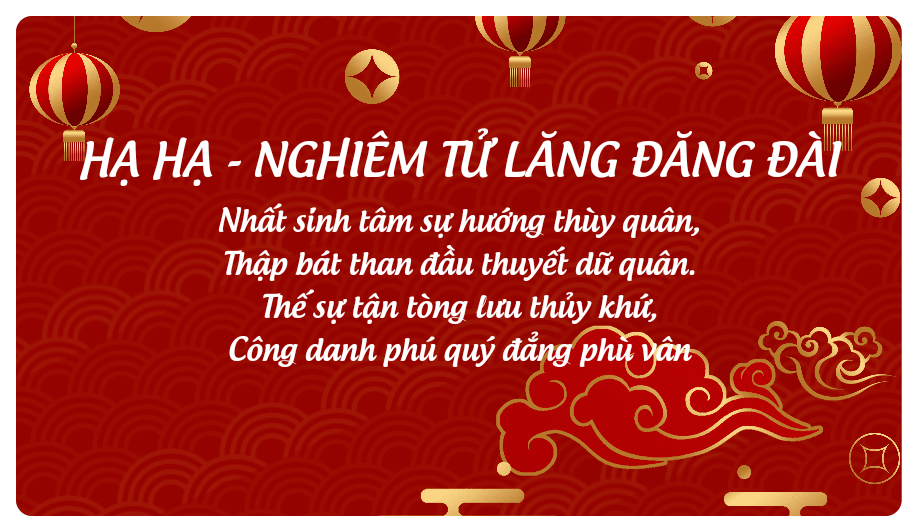 HẠ HẠ - NGHIÊM TỬ LĂNG ĐĂNG ĐÀI
Nhất sinh tâm sự hướng thùy quân,
Thập bát than đầu thuyết dữ quân.
Thế sự tận tòng lưu thủy khứ,
Công danh phú quý đẳng phù vân